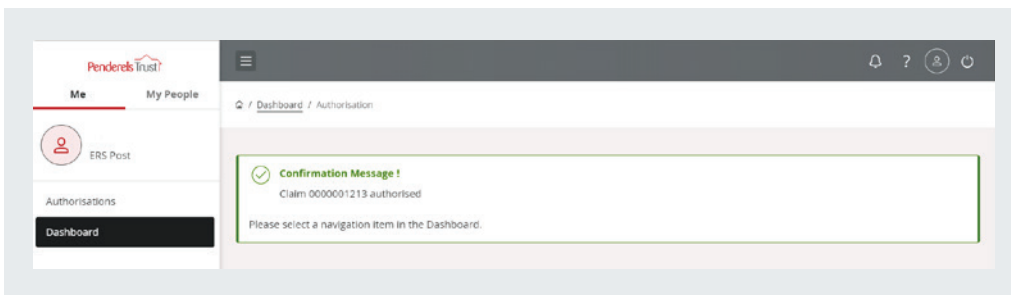 Penderels Trust
Me My People
ERS Post
Authorisations
Dashboard
?
/ Dashboard / Authorisation
Confirmation Message !
Claim 0000001213 authorised
Please select a navigation item in the Dashboard.